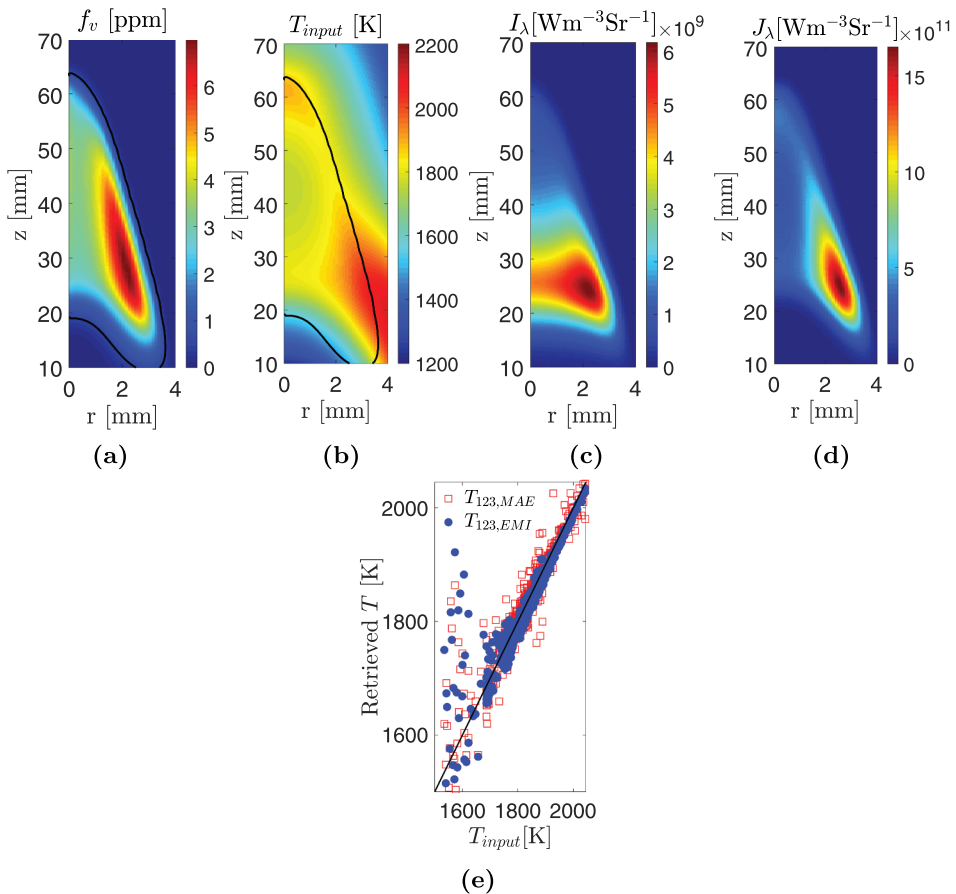 f_v [ppm]
T_input [K]
I_λ[Wm⁻³Sr⁻¹]
×10⁹
J_λ[Wm⁻³Sr⁻¹]
×10¹¹
70
60
50
40
30
20
10
z [mm]
0 2 4
r [mm]
6
5
4
3
2
1
0
70
60
50
40
30
20
10
z [mm]
0 2 4
r [mm]
2200
2000
1800
1600
1400
1200
70
60
50
40
30
20
10
z [mm]
0 2 4
r [mm]
6
5
4
3
2
1
0
70
60
50
40
30
20
10
z [mm]
0 2 4
r [mm]
15
10
5
0
(a)
(b)
(c)
(d)
T_123,MAE
T_123,EMI
Retrieved T [K]
2000
1800
1600
1600 1800 2000
T_input[K]
(e)